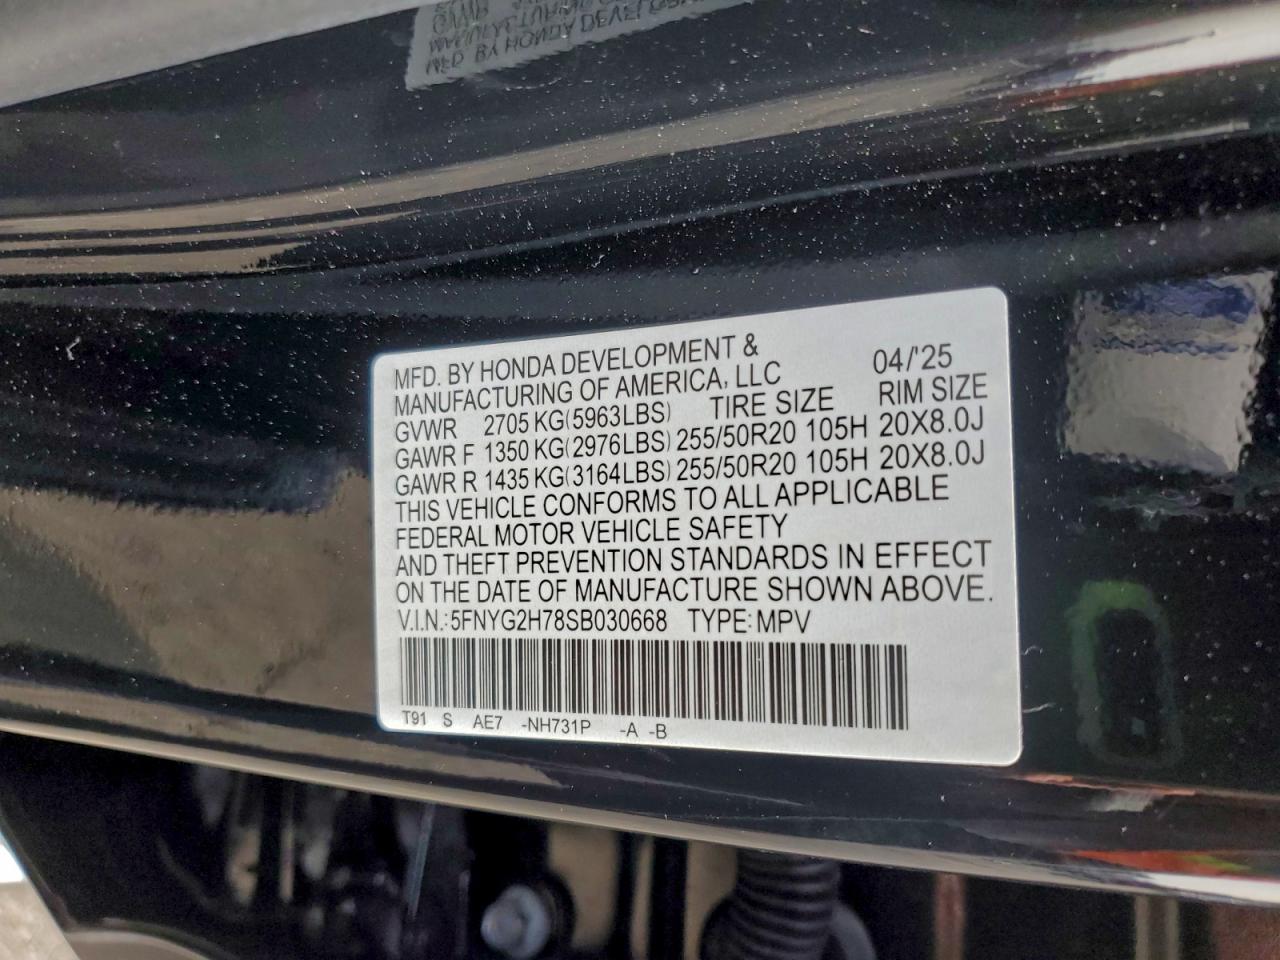 MFD. BY HONDA DEVELOPMENT &
MANUFACTURING OF AMERICA, LLC 04/'25
GVWR 2705 KG(5963LBS) TIRE SIZE RIM SIZE
GAWR F 1350 KG(2976LBS) 255/50R20 105H 20X8.0J
GAWR R 1435 KG(3164LBS) 255/50R20 105H 20X8.0J
THIS VEHICLE CONFORMS TO ALL APPLICABLE
FEDERAL MOTOR VEHICLE SAFETY
AND THEFT PREVENTION STANDARDS IN EFFECT
ON THE DATE OF MANUFACTURE SHOWN ABOVE.
V.I.N.: 5FNYG2H78SB030668 TYPE: MPV
T91 S AE7 -NH731P -A -B